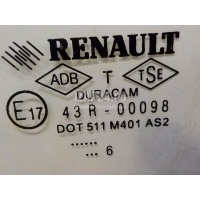 RENAULT
ADB T TSE
DURACAM
E17 43R-00098
DOT 511 M401 AS2
...... 
... 6